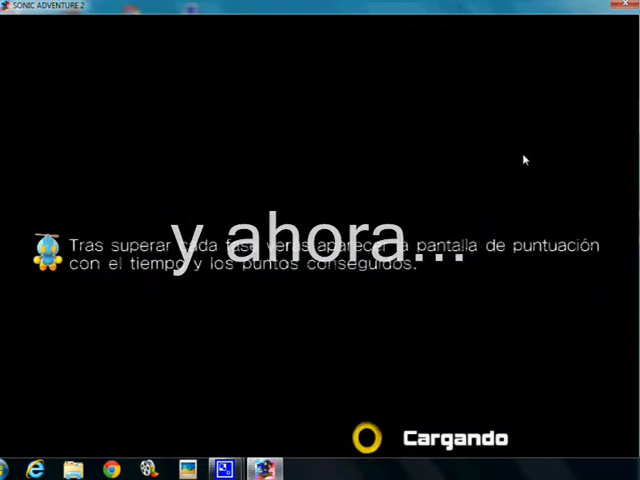 SONIC ADVENTURE 2
Tras superar cada fase verás aparecer la pantalla de puntuación
con el tiempo y los puntos conseguidos.
y ahora...
Cargando